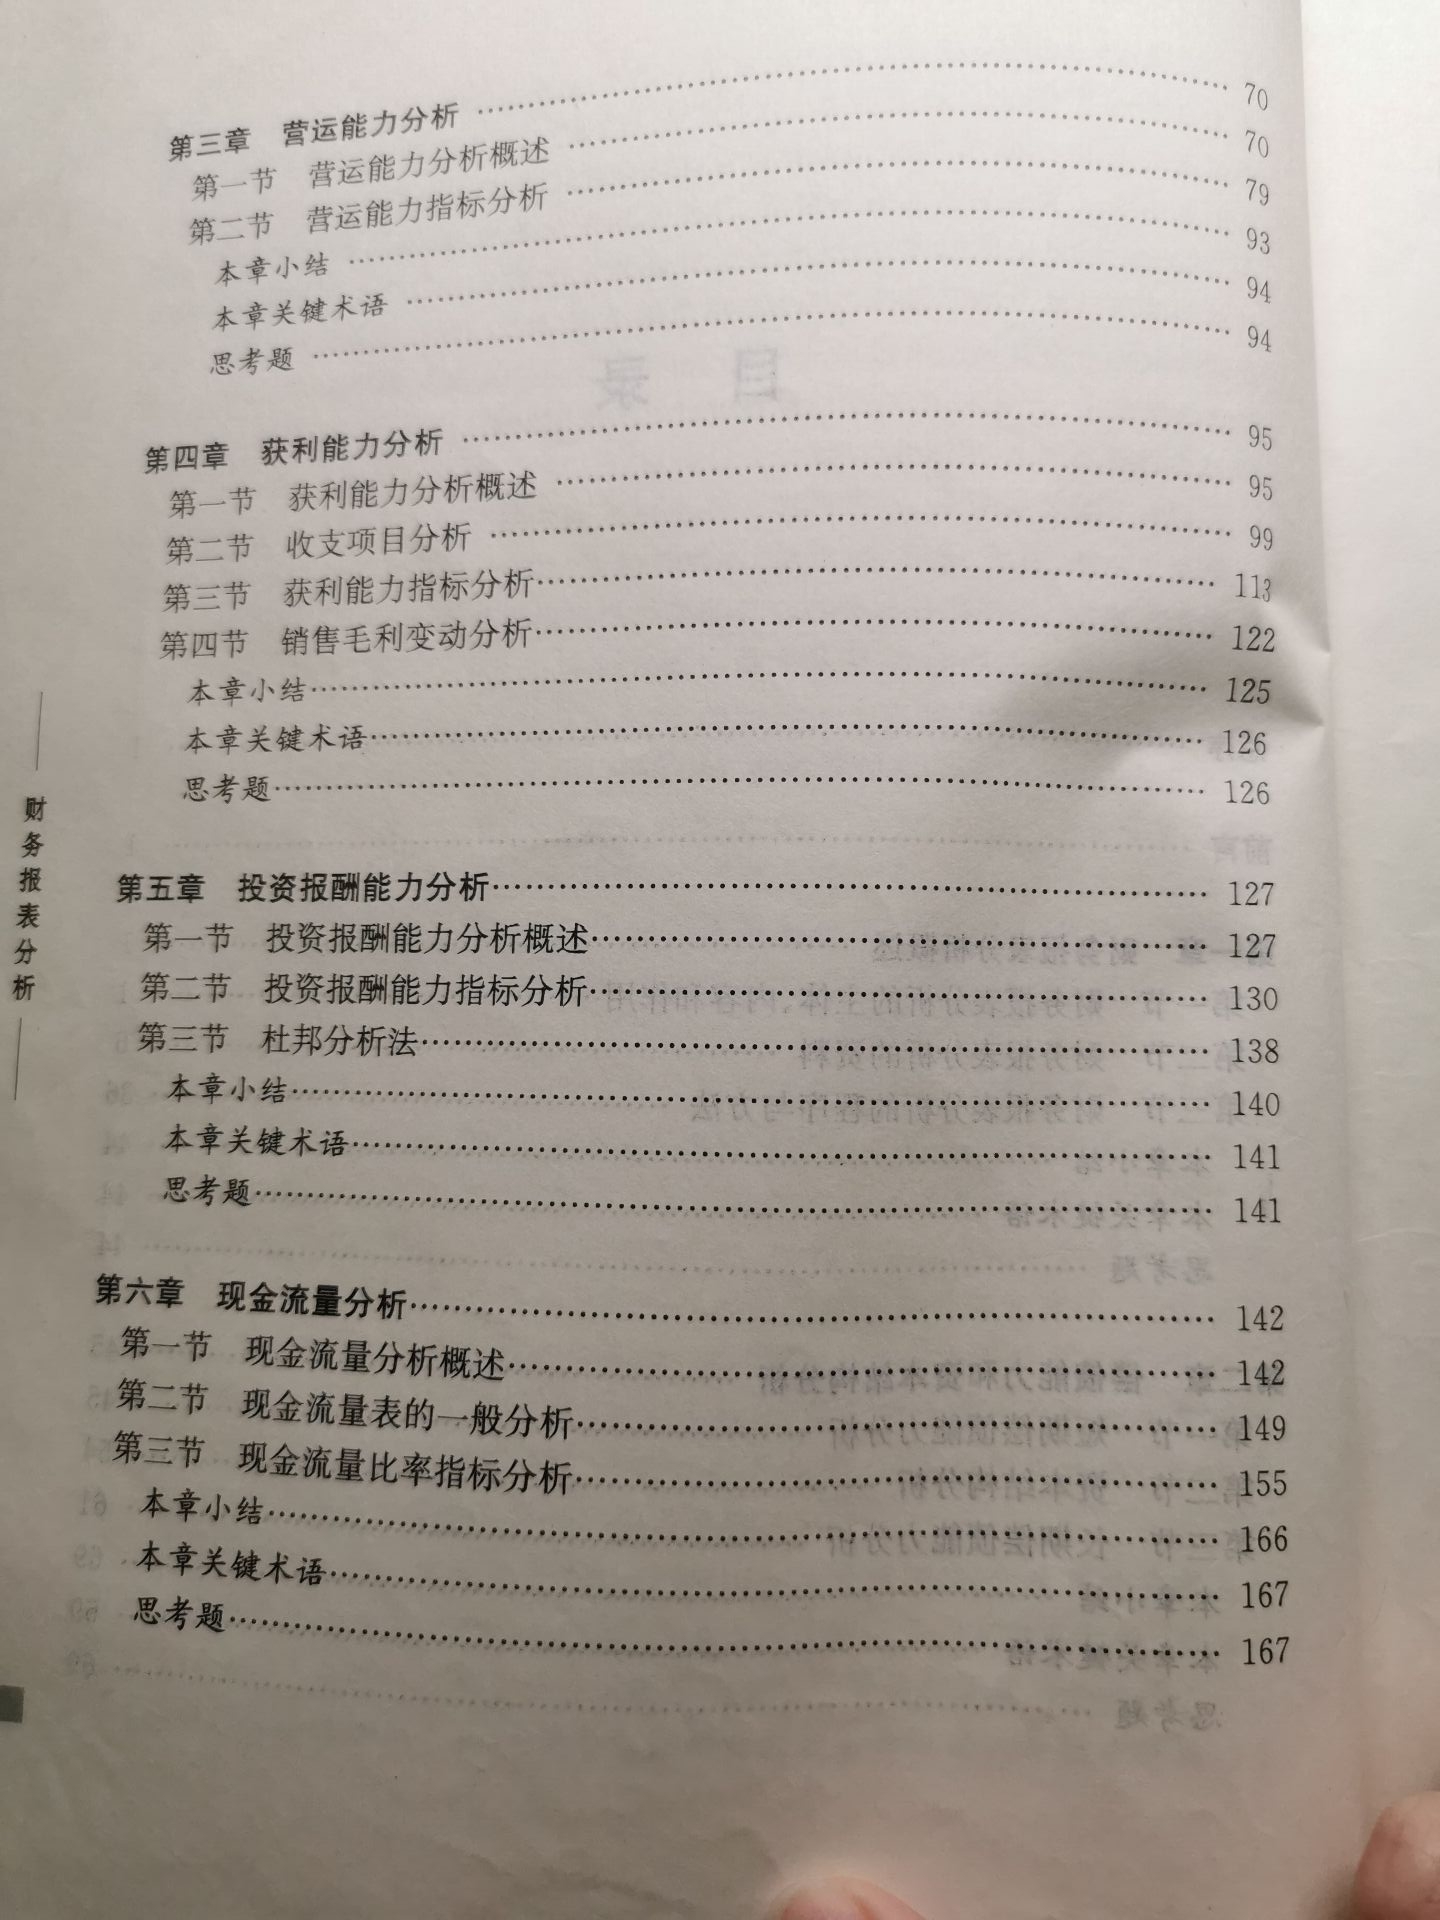 第三章 营运能力分析 …… 70
第一节 营运能力分析概述 …… 70
第二节 营运能力指标分析 …… 79
本章小结 …… 93
本章关键术语 …… 94
思考题 …… 94
第四章 获利能力分析 …… 95
第一节 获利能力分析概述 …… 95
第二节 收支项目分析 …… 99
第三节 获利能力指标分析 …… 113
第四节 销售毛利变动分析 …… 122
本章小结 …… 125
本章关键术语 …… 126
思考题 …… 126
财务报表分析
第五章 投资报酬能力分析 …… 127
第一节 投资报酬能力分析概述 …… 127
第二节 投资报酬能力指标分析 …… 130
第三节 杜邦分析法 …… 138
本章小结 …… 140
本章关键术语 …… 141
思考题 …… 141
第六章 现金流量分析 …… 142
第一节 现金流量分析概述 …… 142
第二节 现金流量表的一般分析 …… 149
第三节 现金流量比率指标分析 …… 155
本章小结 …… 166
本章关键术语 …… 167
思考题 …… 167